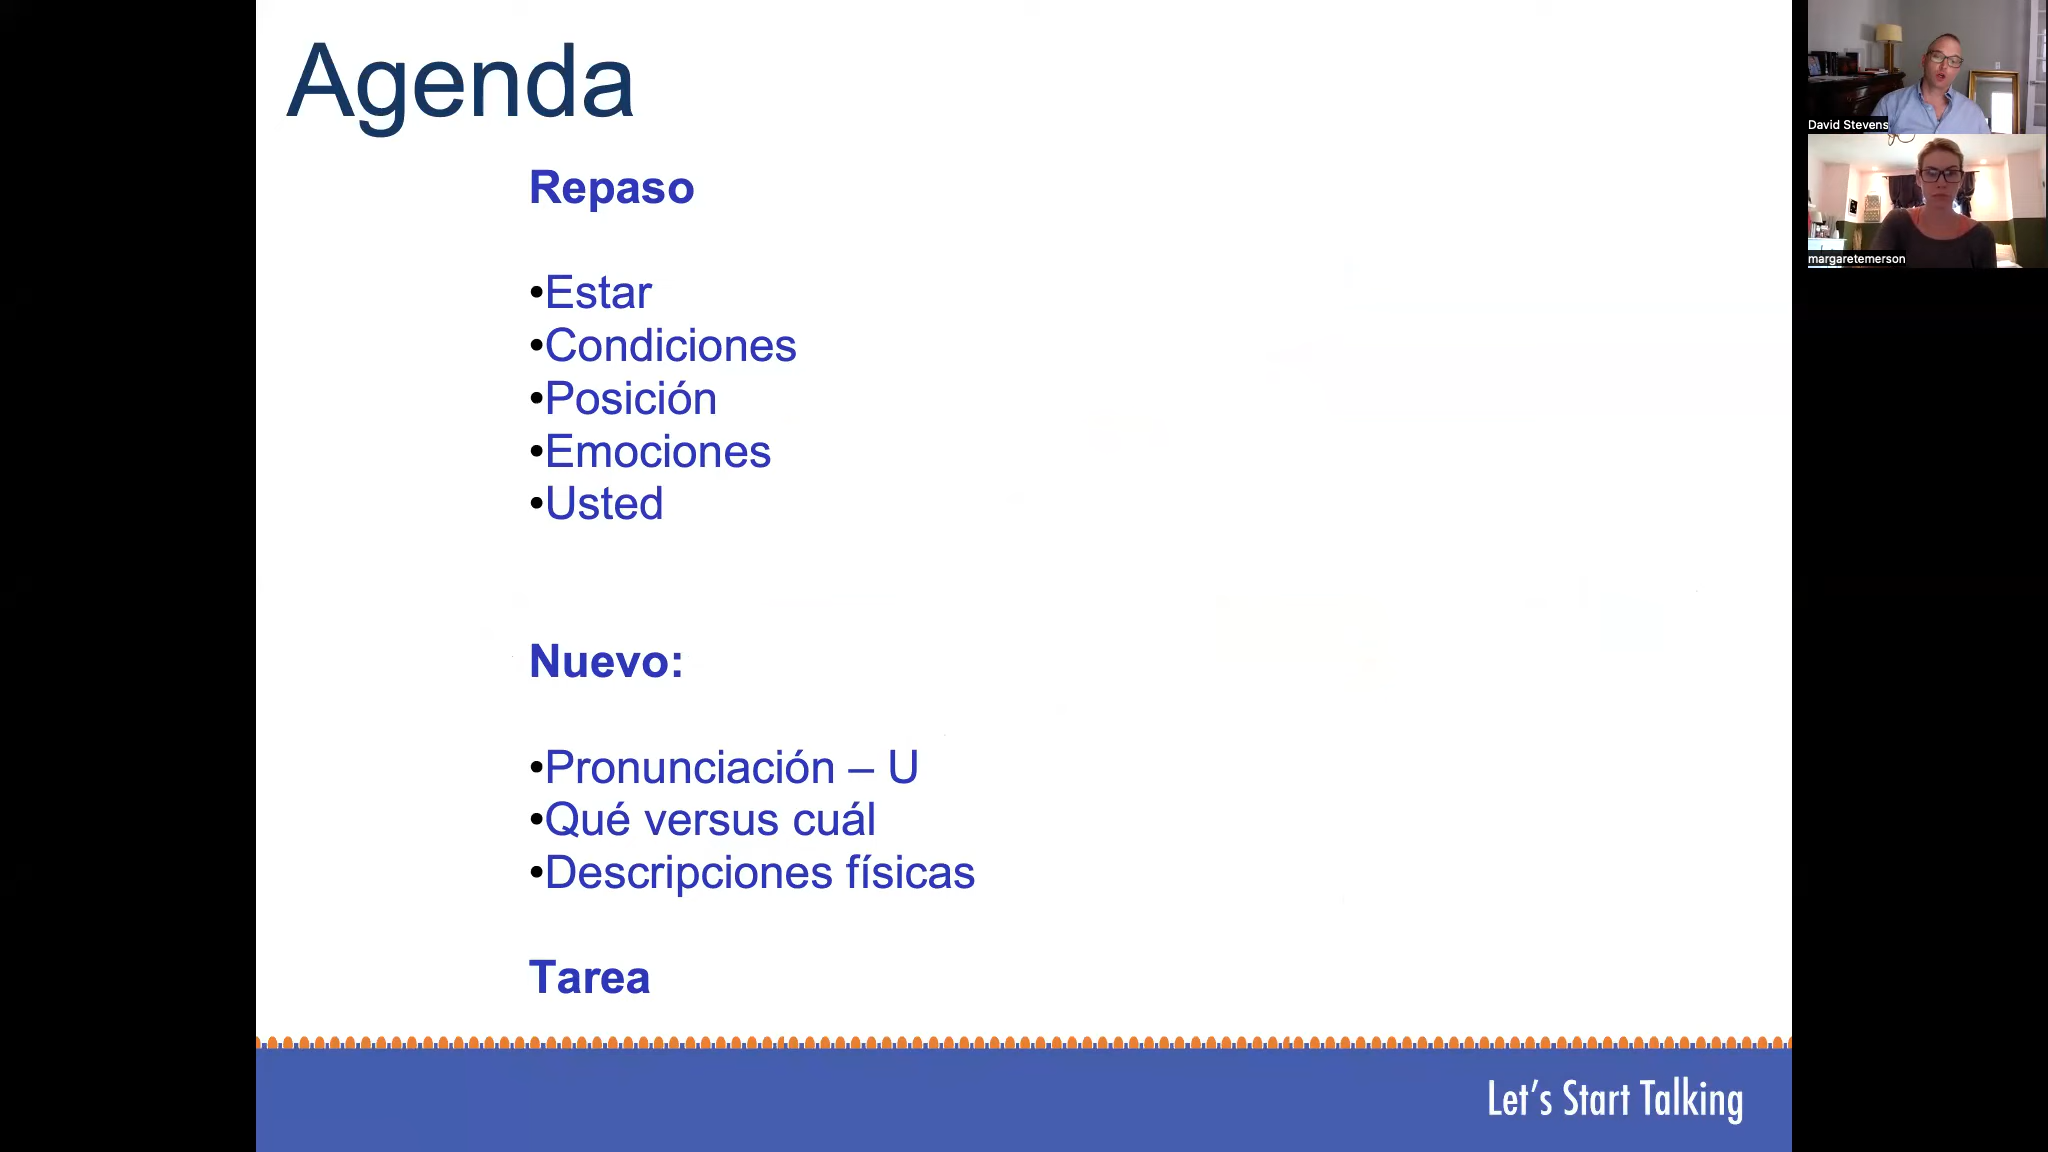 Agenda
Repaso
•Estar
•Condiciones
•Posición
•Emociones
•Usted
Nuevo:
•Pronunciación – U
•Qué versus cuál
•Descripciones físicas
Tarea
Let's Start Talking
David Stevens
margaretemerson